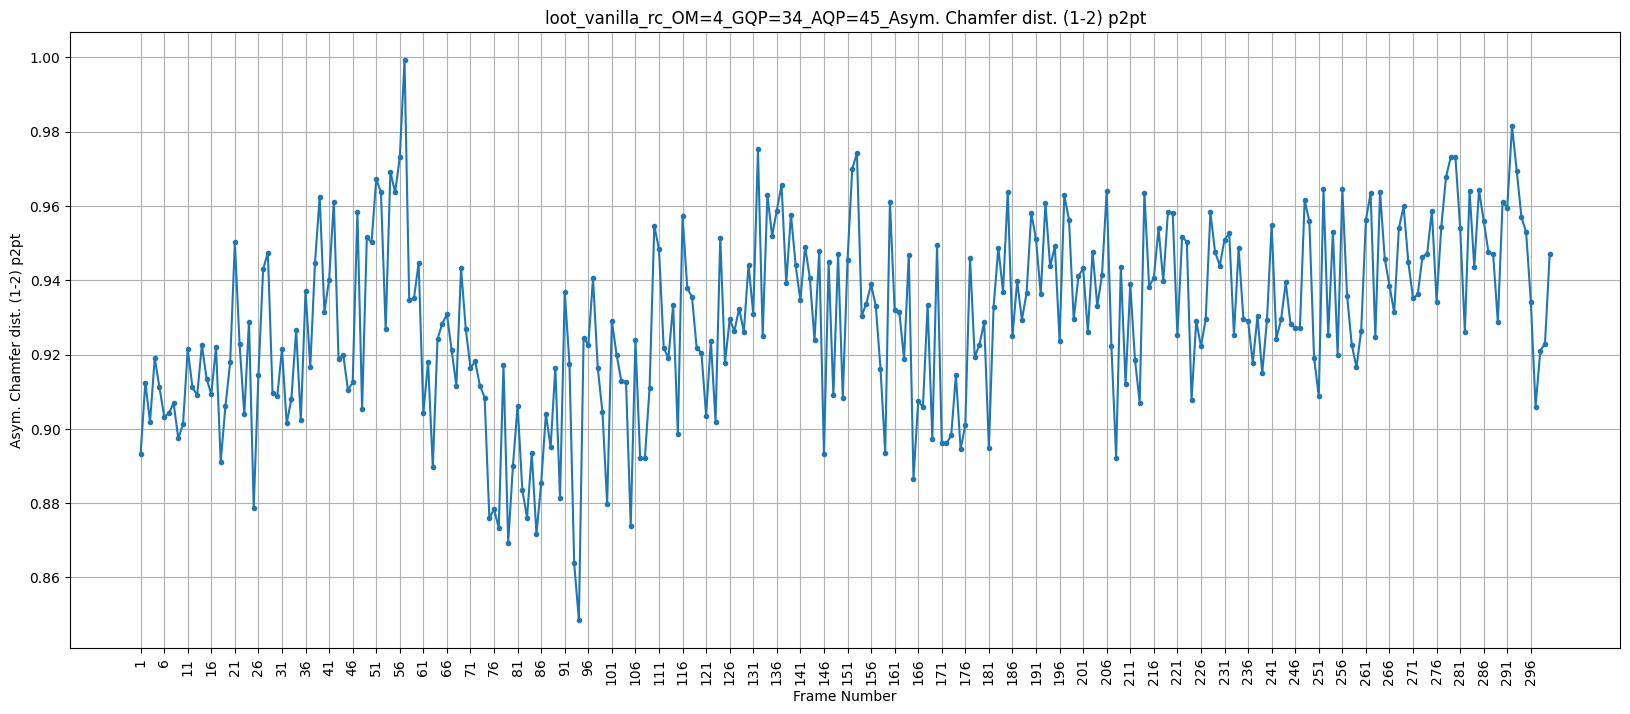 loot_vanilla_rc_OM=4_GQP=34_AQP=45_Asym. Chamfer dist. (1-2) p2pt
Asym. Chamfer dist. (1-2) p2pt
1.00
0.98
0.96
0.94
0.92
0.90
0.88
0.86
1 6 11 16 21 26 31 36 41 46 51 56 61 66 71 76 81 86 91 96 101 106 111 116 121 126 131 136 141 146 151 156 161 166 171 176 181 186 191 196 201 206 211 216 221 226 231 236 241 246 251 256 261 266 271 276 281 286 291 296
Frame Number